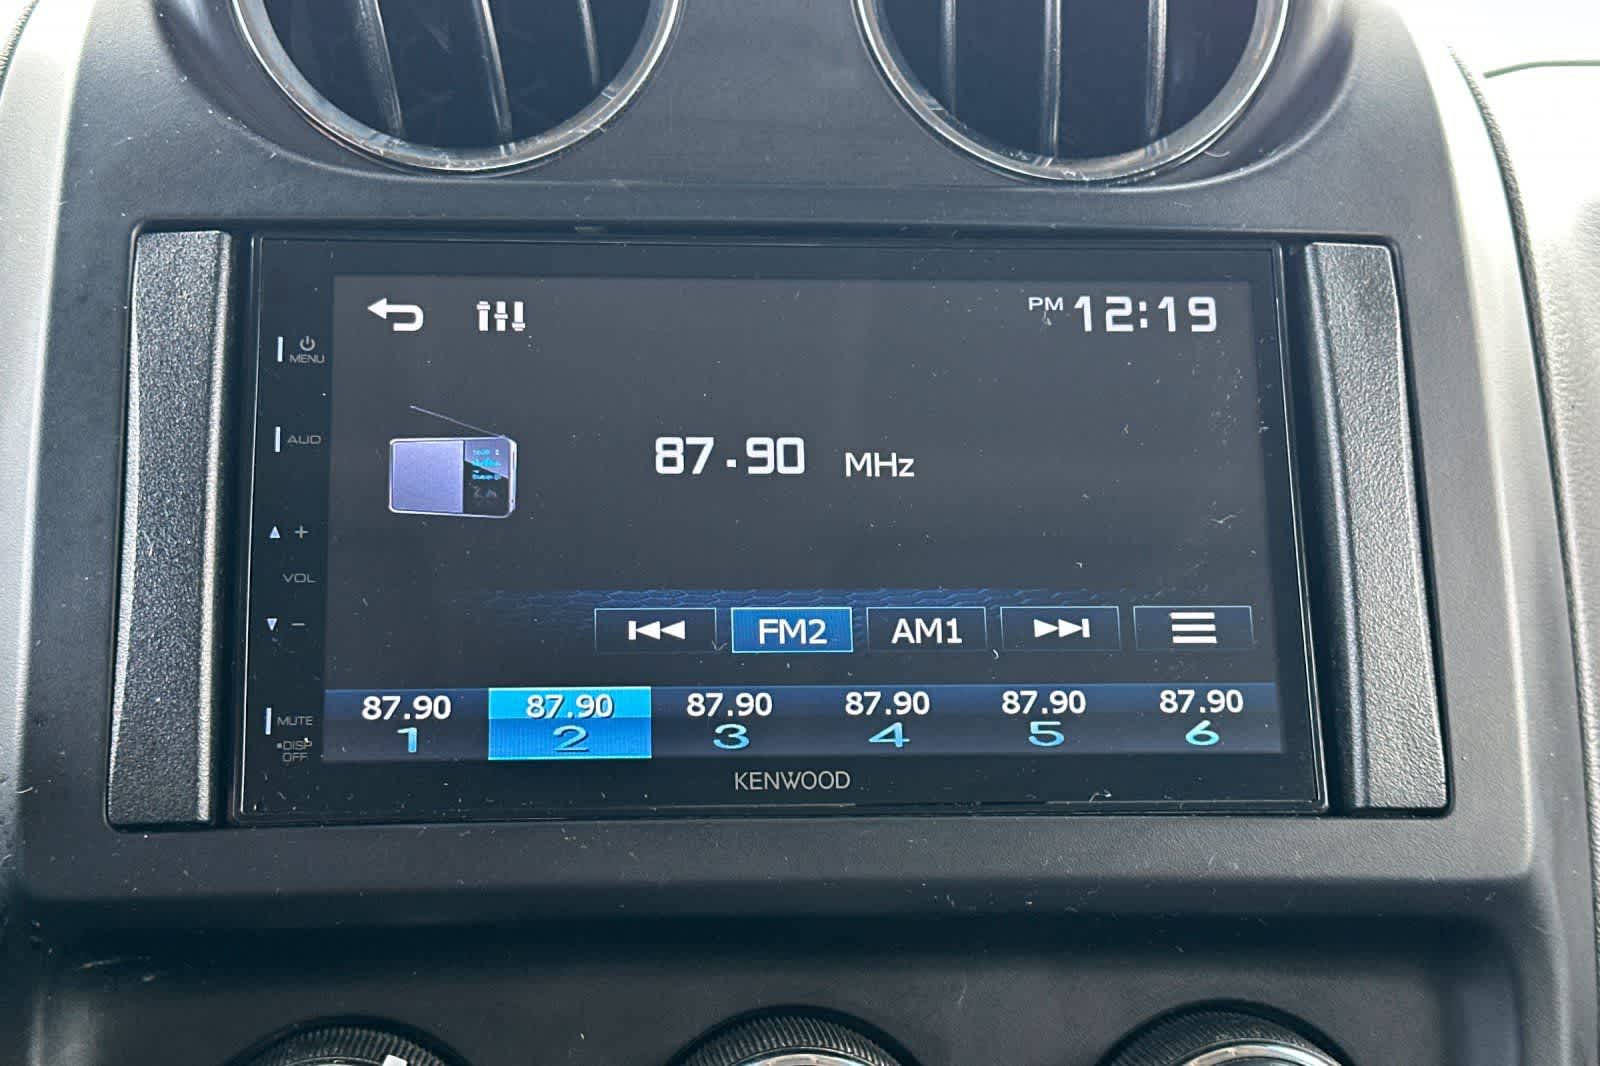 PM 12:19
MENU
AUD
87.90 MHz
+
VOL
−
FM2 AM1
87.90 87.90 87.90 87.90 87.90 87.90
1 2 3 4 5 6
MUTE
•DISP
OFF
KENWOOD